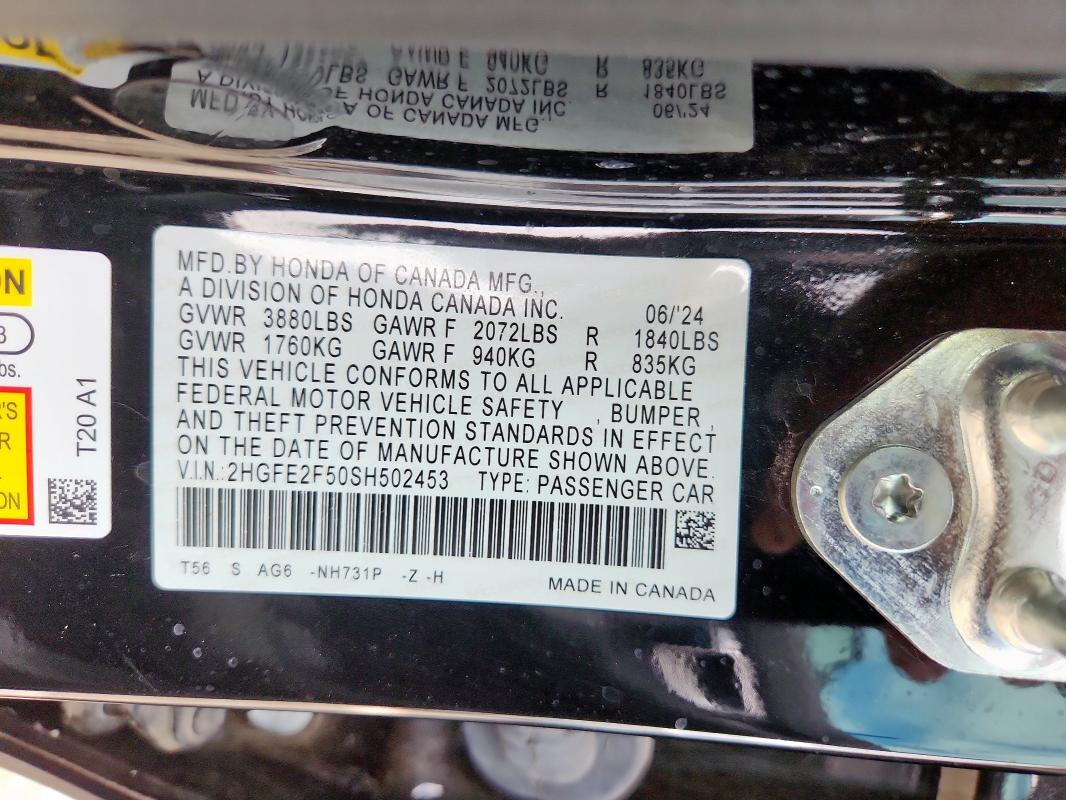 MFD.BY HONDA OF CANADA MFG.,
A DIVISION OF HONDA CANADA INC. 06/'24
GVWR 3880LBS GAWR F 2072LBS R 1840LBS
GVWR 1760KG GAWR F 940KG R 835KG
THIS VEHICLE CONFORMS TO ALL APPLICABLE
FEDERAL MOTOR VEHICLE SAFETY , BUMPER ,
AND THEFT PREVENTION STANDARDS IN EFFECT
ON THE DATE OF MANUFACTURE SHOWN ABOVE.
V.I.N.:2HGFE2F50SH502453 TYPE: PASSENGER CAR
T56 S AG6 -NH731P -Z -H
MADE IN CANADA
T20 A1